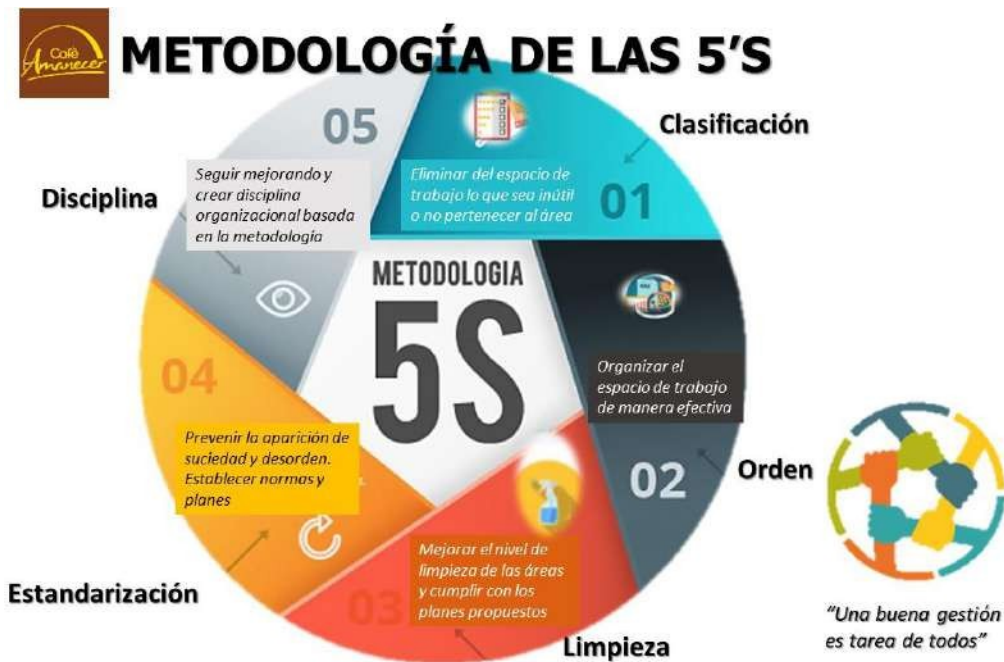 Café
Amanecer
METODOLOGÍA DE LAS 5'S
05
Seguir mejorando y
crear disciplina
organizacional basada
en la metodología
Disciplina
Eliminar del espacio de
trabajo lo que sea inútil
o no pertenecer al área
Clasificación
01
METODOLOGIA
5S
Organizar el
espacio de trabajo
de manera efectiva
02
Orden
04
Prevenir la aparición de
suciedad y desorden.
Establecer normas y
planes
Estandarización
Mejorar el nivel de
limpieza de las áreas
y cumplir con los
planes propuestos
03
Limpieza
"Una buena gestión
es tarea de todos"